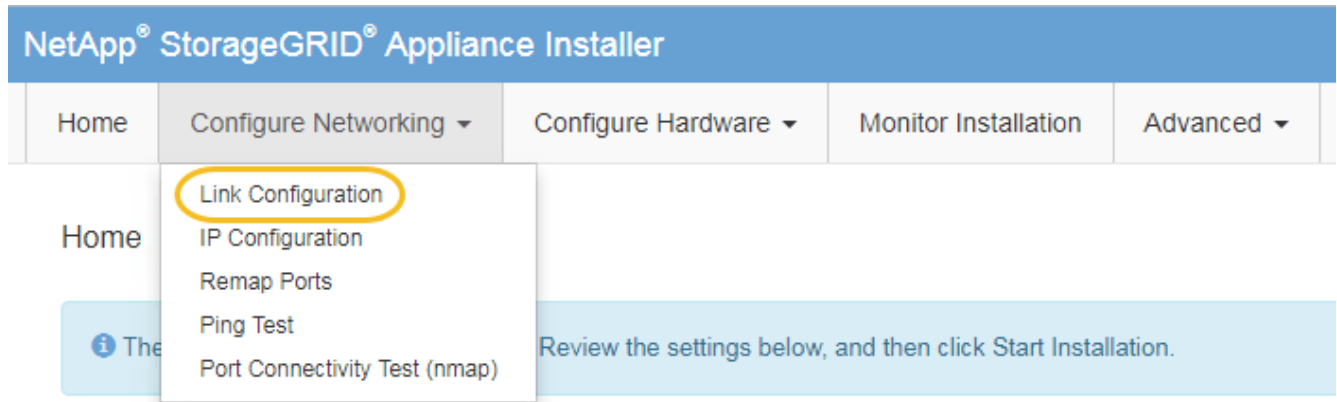 NetApp® StorageGRID® Appliance Installer
Home
Configure Networking
Configure Hardware
Monitor Installation
Advanced
Link Configuration
IP Configuration
Remap Ports
Ping Test
Port Connectivity Test (nmap)
Home
The Review the settings below, and then click Start Installation.